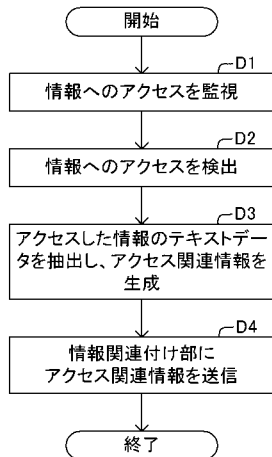 開始
D1
情報へのアクセスを監視
D2
情報へのアクセスを検出
D3
アクセスした情報のテキストデー
タを抽出し、アクセス関連情報を
生成
D4
情報関連付け部に
アクセス関連情報を送信
終了